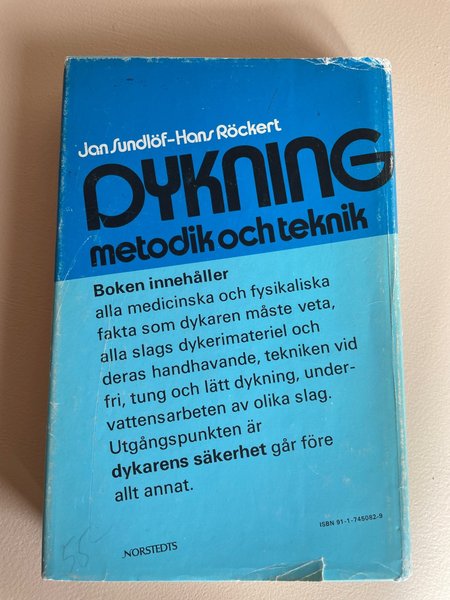 Jan Sundlöf-Hans Röckert
DYKNING
metodik och teknik
Boken innehåller
alla medicinska och fysikaliska
fakta som dykaren måste veta,
alla slags dykerimateriel och
deras handhavande, tekniken vid
fri, tung och lätt dykning, under-
vattensarbeten av olika slag.
Utgångspunkten är
dykarens säkerhet går före
allt annat.
ISBN 91-1-745082-9
NORSTEDTS
55-